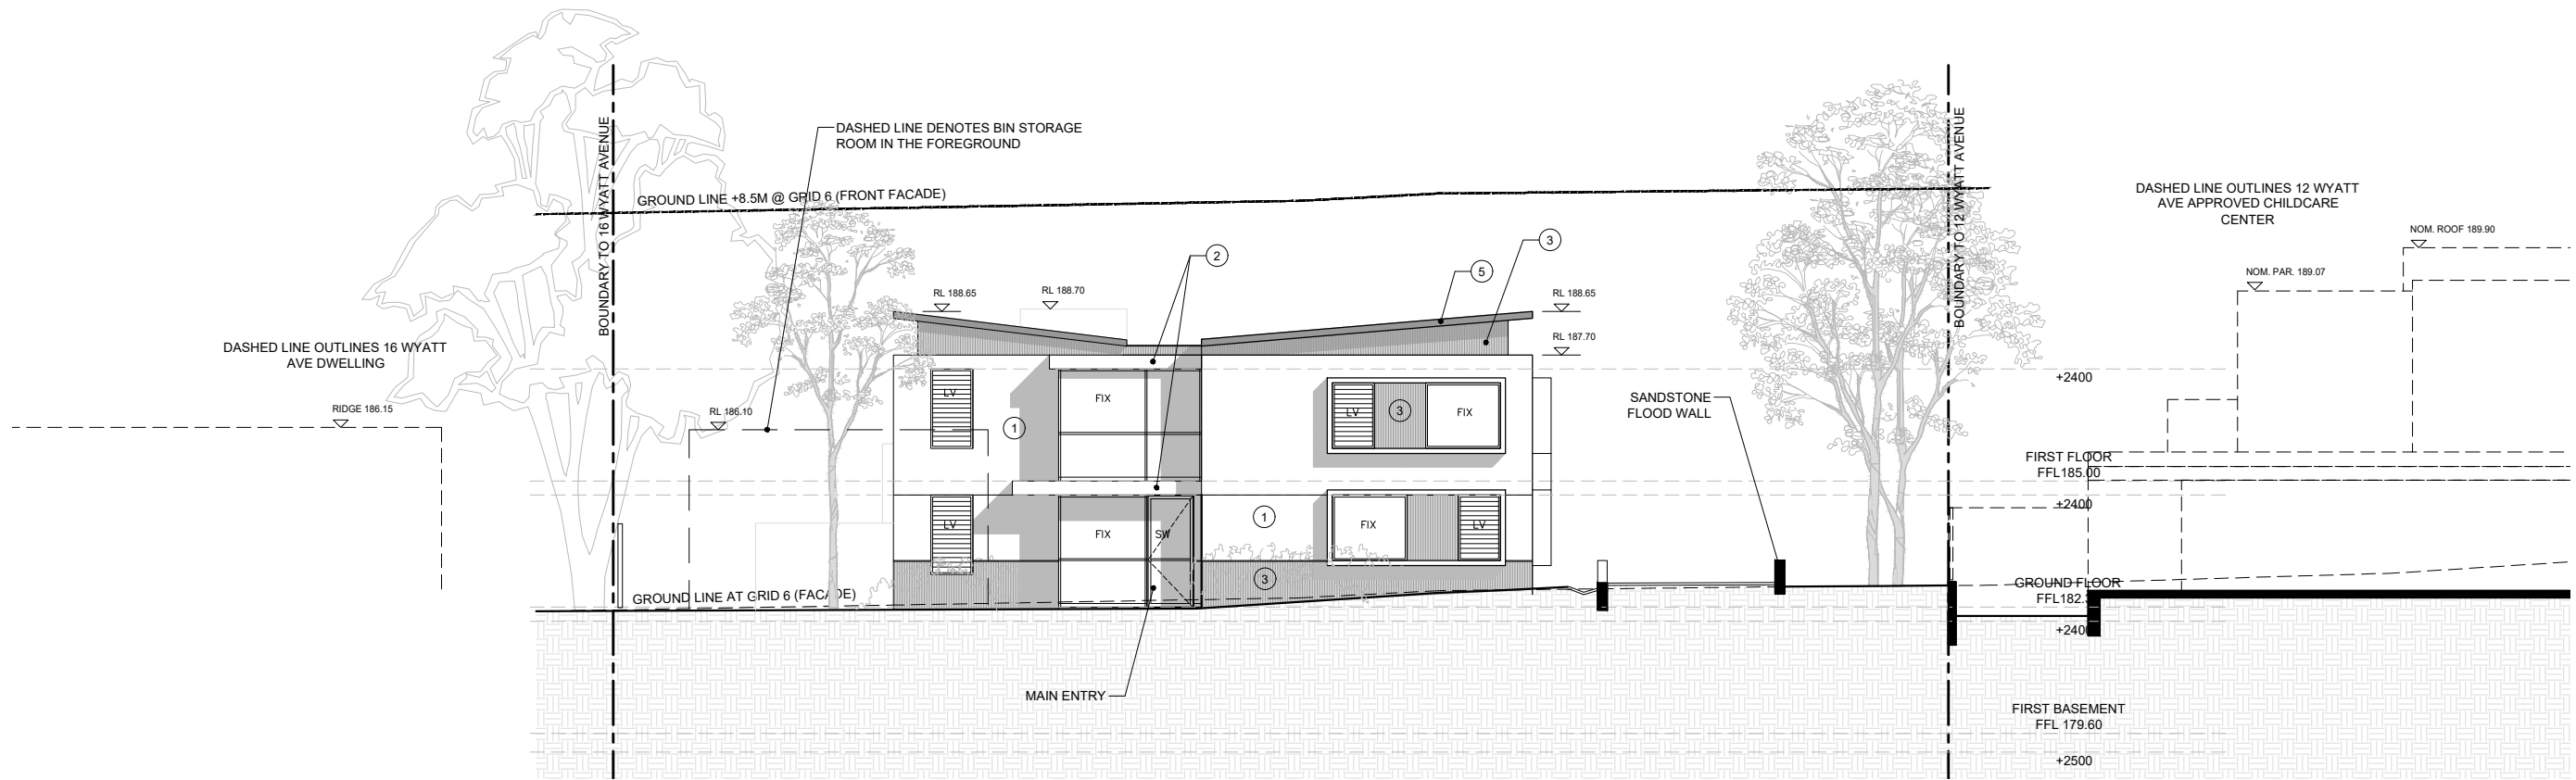 DASHED LINE DENOTES BIN STORAGE
ROOM IN THE FOREGROUND
BOUNDARY TO 16 WYATT AVENUE
GROUND LINE +8.5M @ GRID 6 (FRONT FACADE)
BOUNDARY TO 12 WYATT AVENUE
DASHED LINE OUTLINES 12 WYATT
AVE APPROVED CHILDCARE
CENTER
NOM. ROOF 189.90
NOM. PAR. 189.07
2
3
5
RL 188.65
RL 188.70
RL 188.65
RL 187.70
DASHED LINE OUTLINES 16 WYATT
AVE DWELLING
RIDGE 186.15
RL 186.10
LV
FIX
1
LV
3
FIX
SANDSTONE
FLOOD WALL
+2400
FIRST FLOOR
FFL185.00
+2400
LV
FIX
SW
1
FIX
LV
3
GROUND LINE AT GRID 6 (FACADE)
GROUND FLOOR
+2400
MAIN ENTRY
FIRST BASEMENT
FFL 179.60
+2500